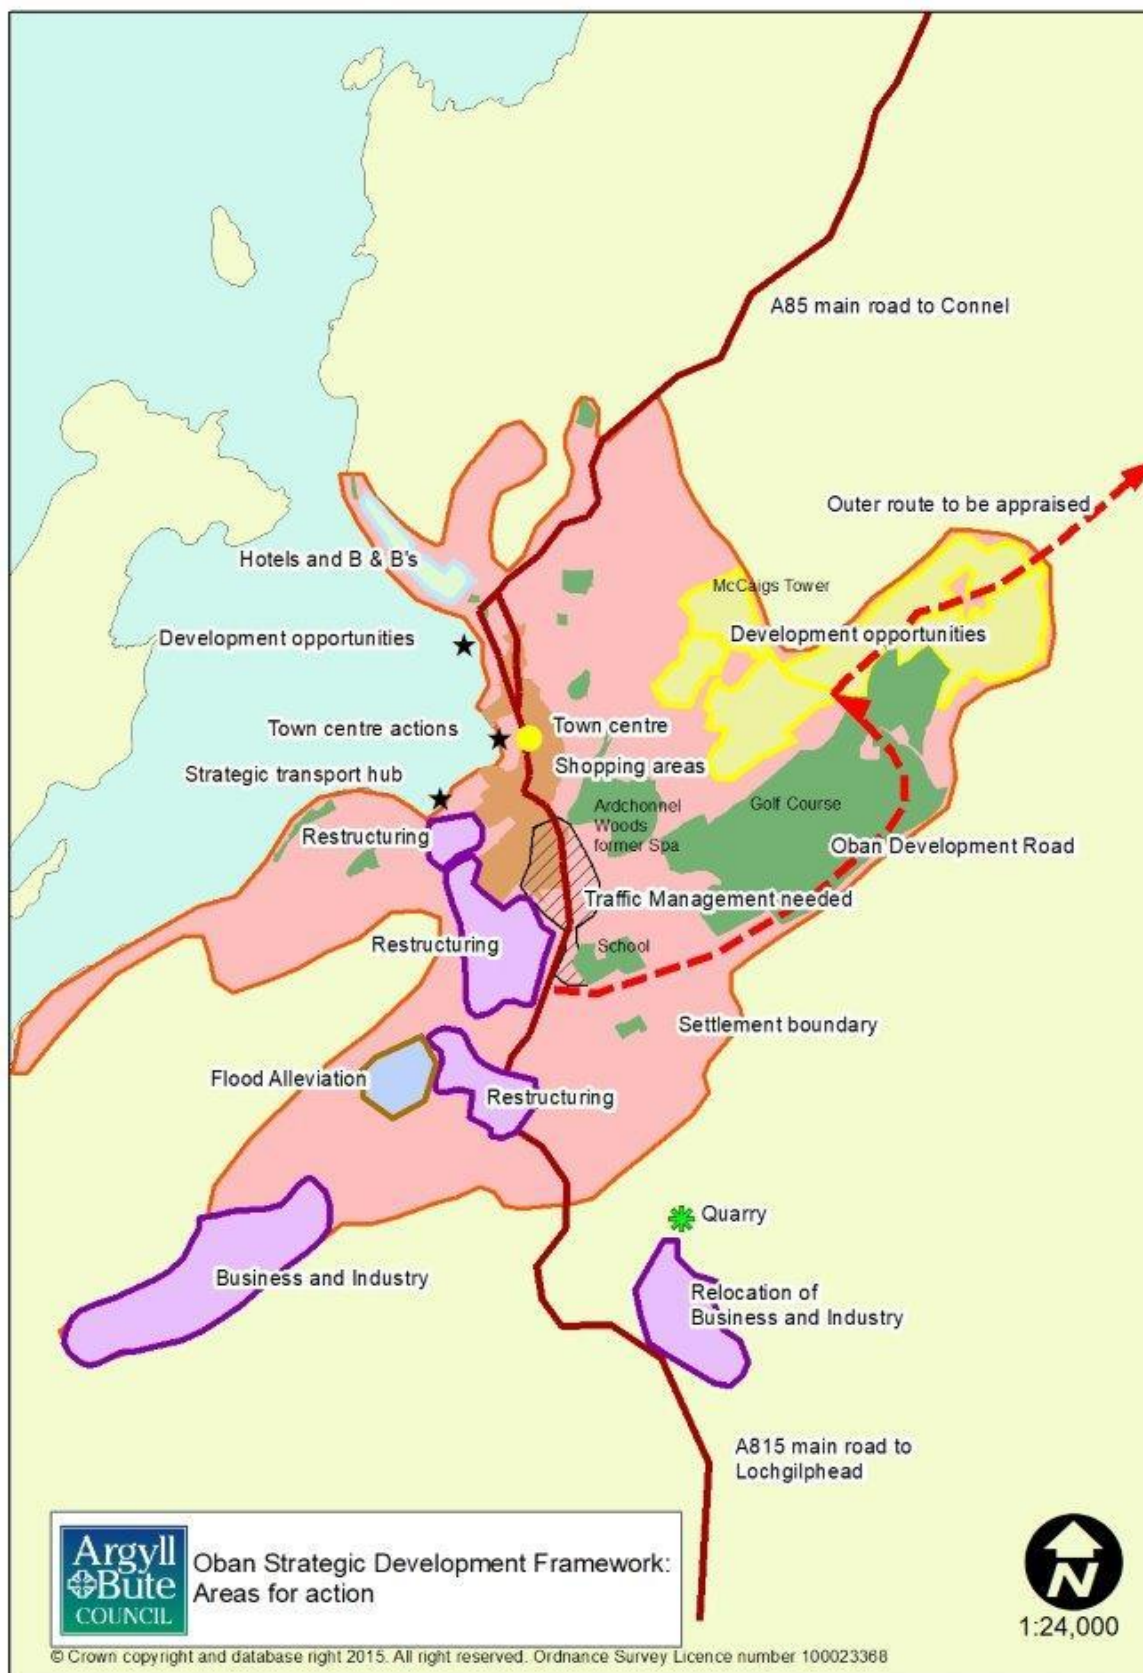 A85 main road to Connel
Outer route to be appraised
Hotels and B & B's
McCaigs Tower
Development opportunities
Development opportunities
Town centre actions
Town centre
Strategic transport hub
Shopping areas
Ardchonnel
Woods
former Spa
Golf Course
Restructuring
Oban Development Road
Traffic Management needed
Restructuring
School
Settlement boundary
Flood Alleviation
Restructuring
Quarry
Business and Industry
Relocation of
Business and Industry
A815 main road to
Lochgilphead
Argyll
Bute
COUNCIL
Oban Strategic Development Framework:
Areas for action
N
1:24,000
© Crown copyright and database right 2015. All right reserved. Ordnance Survey Licence number 100023368